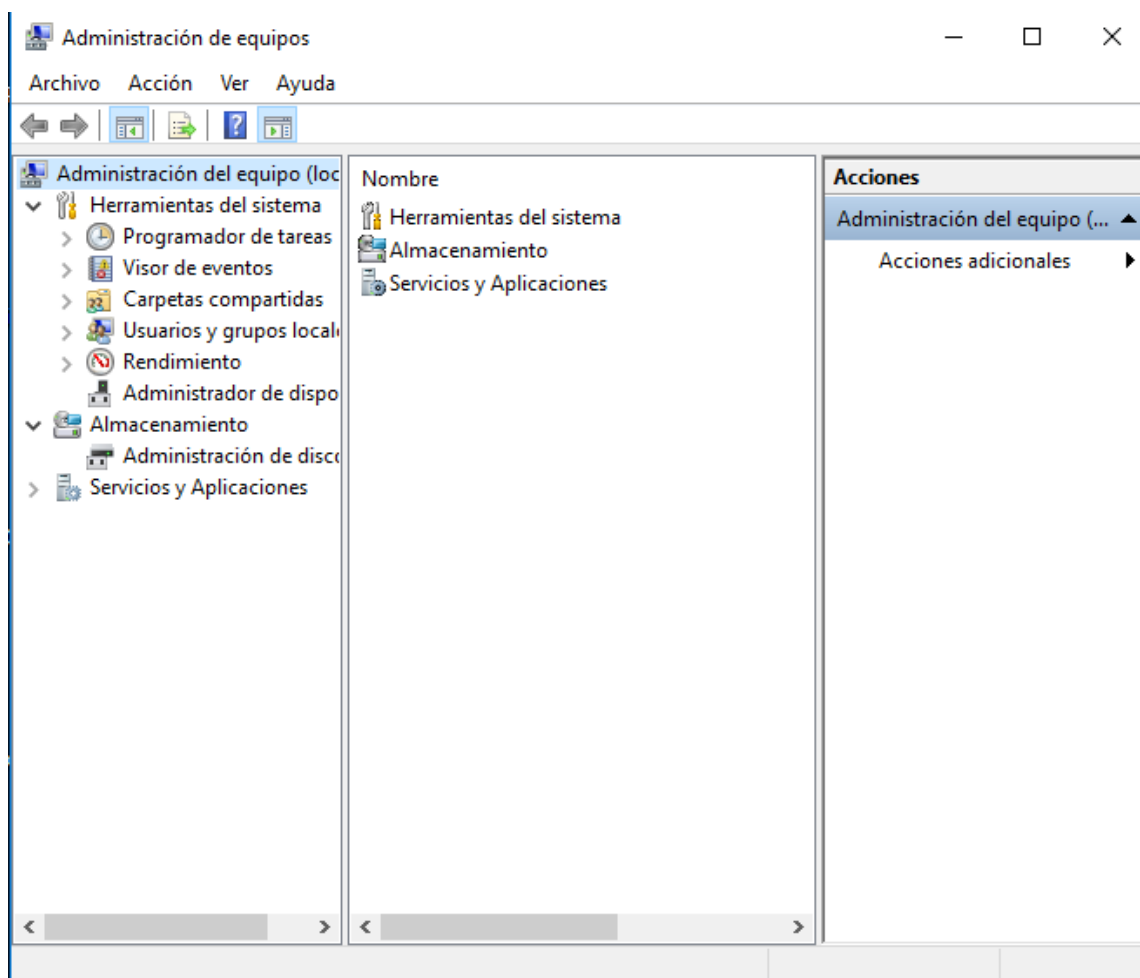 Administración de equipos
Archivo Acción Ver Ayuda
Administración del equipo (loc
Herramientas del sistema
Programador de tareas
Visor de eventos
Carpetas compartidas
Usuarios y grupos local
Rendimiento
Administrador de dispo
Almacenamiento
Administración de disc
Servicios y Aplicaciones
Nombre
Herramientas del sistema
Almacenamiento
Servicios y Aplicaciones
Acciones
Administración del equipo (...
Acciones adicionales